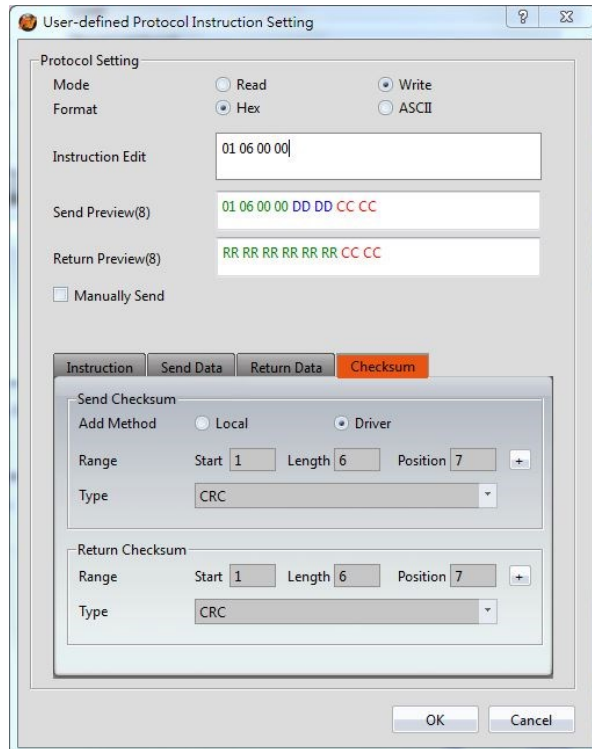 User-defined Protocol Instruction Setting
Protocol Setting
Mode Read Write
Format Hex ASCII
Instruction Edit 01 06 00 00
Send Preview(8) 01 06 00 00 DD DD CC CC
Return Preview(8) RR RR RR RR RR RR CC CC
Manually Send
Instruction Send Data Return Data Checksum
Send Checksum
Add Method Local Driver
Range Start 1 Length 6 Position 7 +
Type CRC
Return Checksum
Range Start 1 Length 6 Position 7 +
Type CRC
OK Cancel